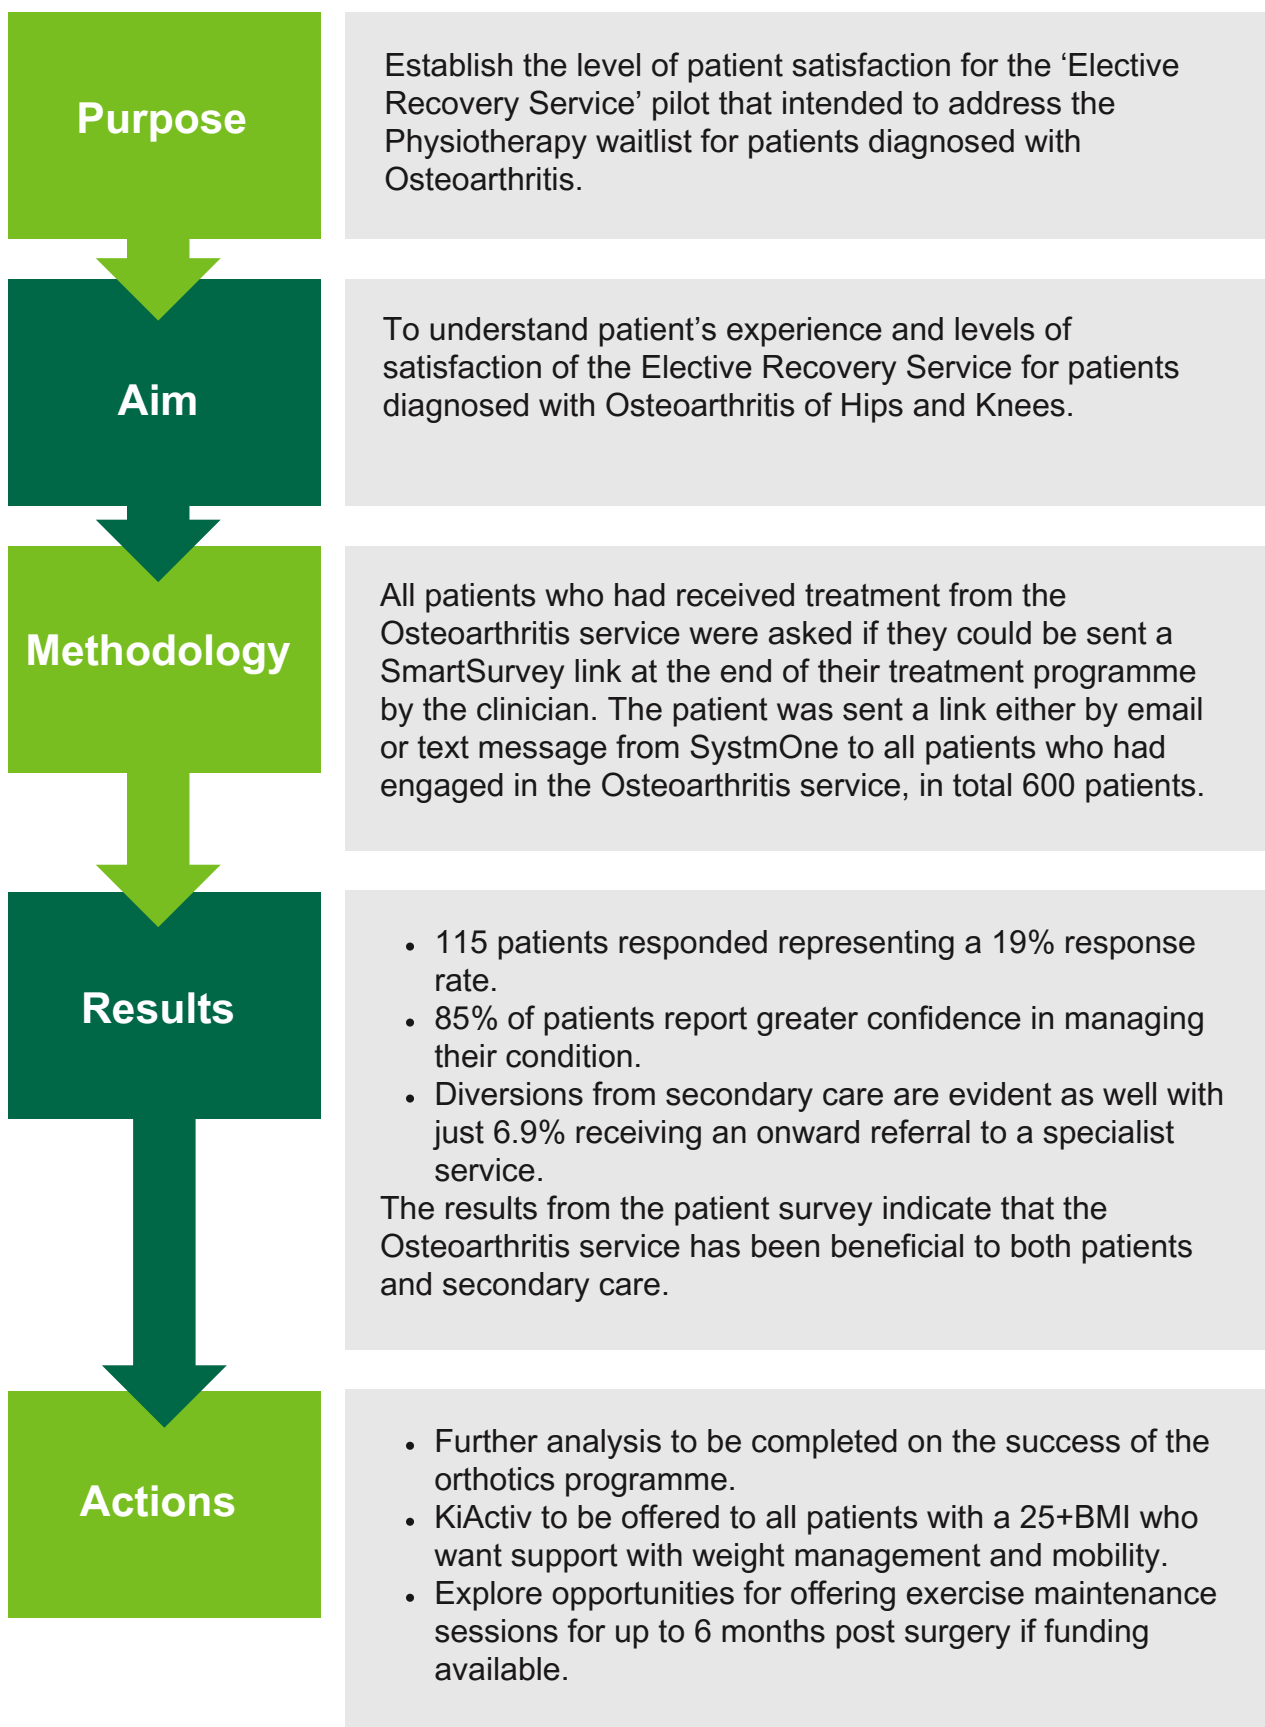 Purpose
Establish the level of patient satisfaction for the ‘Elective
Recovery Service’ pilot that intended to address the
Physiotherapy waitlist for patients diagnosed with
Osteoarthritis.
Aim
To understand patient’s experience and levels of
satisfaction of the Elective Recovery Service for patients
diagnosed with Osteoarthritis of Hips and Knees.
Methodology
All patients who had received treatment from the
Osteoarthritis service were asked if they could be sent a
SmartSurvey link at the end of their treatment programme
by the clinician. The patient was sent a link either by email
or text message from SystmOne to all patients who had
engaged in the Osteoarthritis service, in total 600 patients.
Results
• 115 patients responded representing a 19% response
rate.
• 85% of patients report greater confidence in managing
their condition.
• Diversions from secondary care are evident as well with
just 6.9% receiving an onward referral to a specialist
service.
The results from the patient survey indicate that the
Osteoarthritis service has been beneficial to both patients
and secondary care.
Actions
• Further analysis to be completed on the success of the
orthotics programme.
• KiActiv to be offered to all patients with a 25+BMI who
want support with weight management and mobility.
• Explore opportunities for offering exercise maintenance
sessions for up to 6 months post surgery if funding
available.